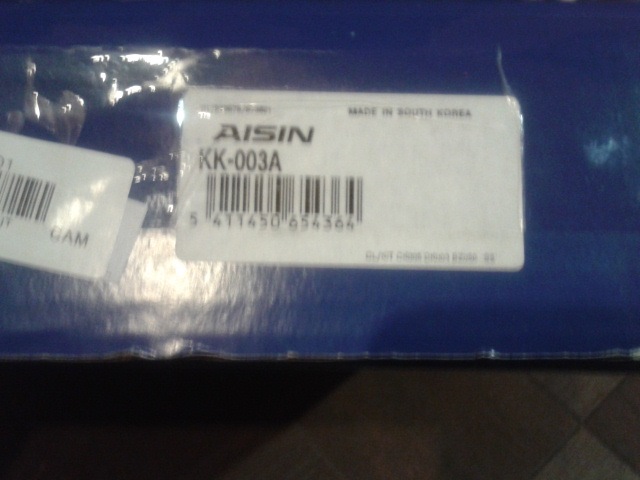 MADE IN SOUTH KOREA
AISIN
KK-003A
5 411450 654364
CAM